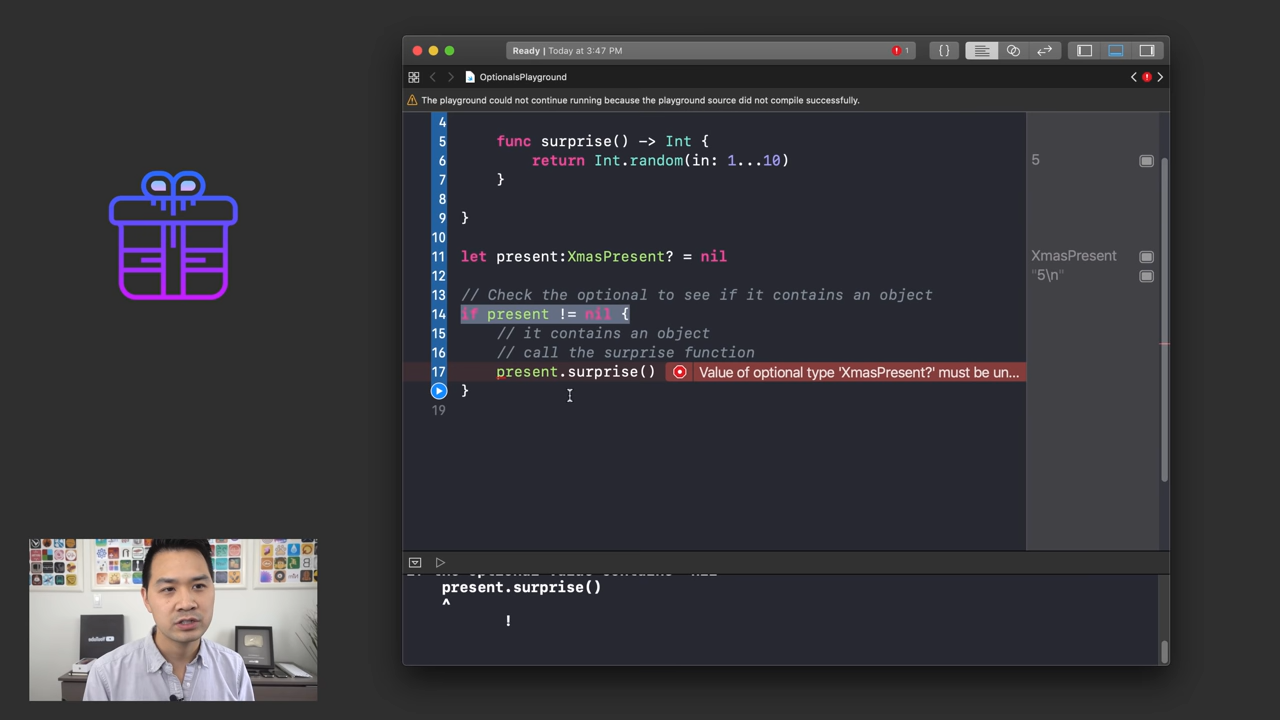 Ready | Today at 3:47 PM
1
OptionalsPlayground
The playground could not continue running because the playground source did not compile successfully.
4
5 func surprise() -> Int {
6 return Int.random(in: 1...10)
5
7 }
8
9 }
10
11 let present:XmasPresent? = nil
XmasPresent
12
"5\n"
13 // Check the optional to see if it contains an object
14 if present != nil {
15 // it contains an object
16 // call the surprise function
17 present.surprise() Value of optional type 'XmasPresent?' must be un...
}
19
present.surprise()
^
!